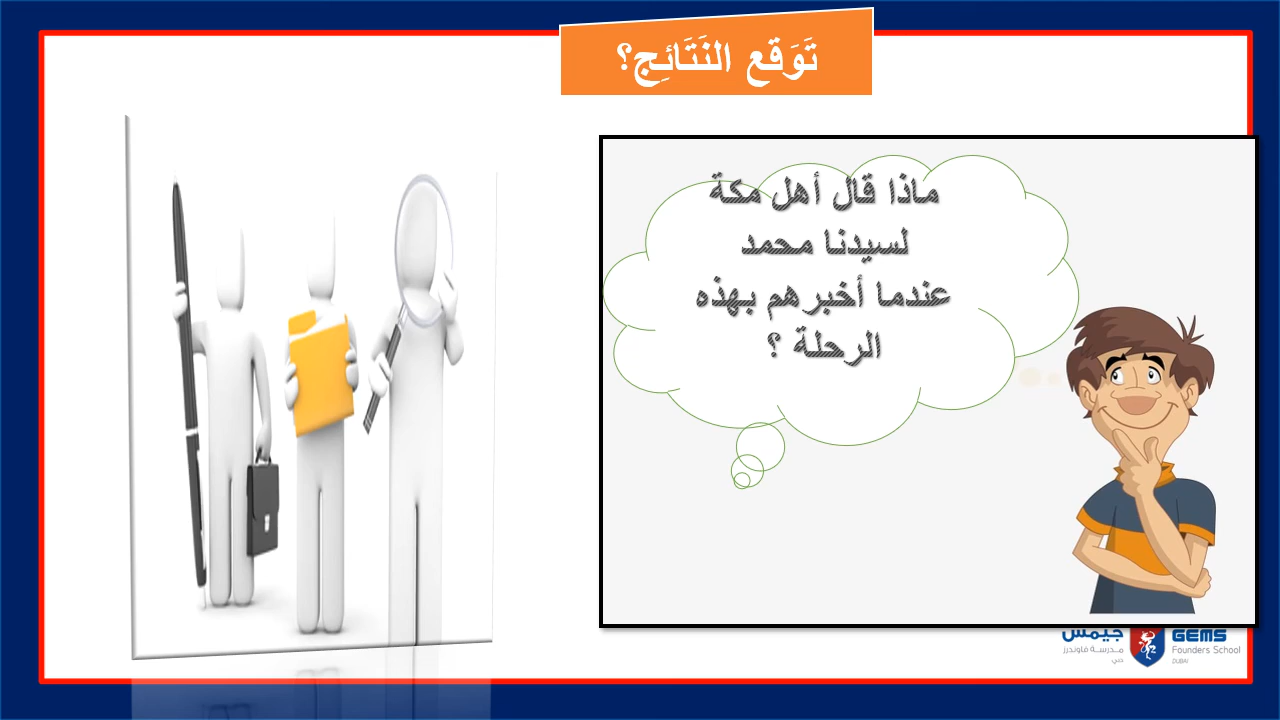 تَوَقع النَتَائِج؟
ماذا قال أهل مكة
لسيدنا محمد
عندما أخبرهم بهذه
الرحلة ؟
جيمس
مدرسة فاوندرز
دبي
GEMS
Founders School
DUBAI